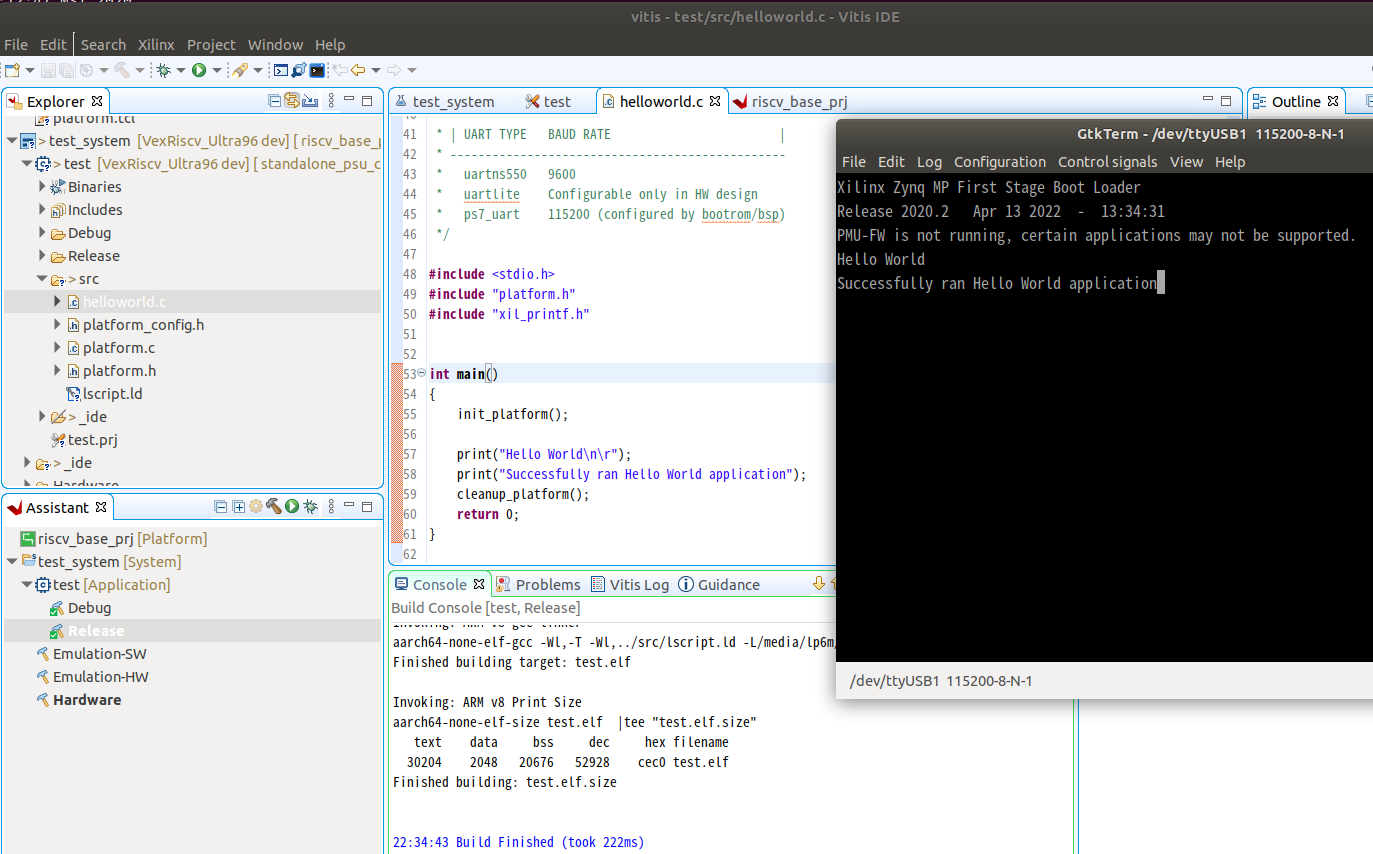 vitis - test/src/helloworld.c - Vitis IDE
File Edit Search Xilinx Project Window Help
Explorer
platform.tcl
> test_system [VexRiscv_Ultra96 dev] [ riscv_base_p
> test [VexRiscv_Ultra96 dev] [ standalone_psu_c
Binaries
Includes
Debug
Release
> src
helloworld.c
platform_config.h
platform.c
platform.h
lscript.ld
> _ide
test.prj
> _ide
Hardware
Assistant
riscv_base_prj [Platform]
test_system [System]
test [Application]
Debug
Release
Emulation-SW
Emulation-HW
Hardware
test_system test helloworld.c riscv_base_prj
41 * | UART TYPE BAUD RATE |
42 * ------------------------------------------------
43 * uartns550 9600
44 * uartlite Configurable only in HW design
45 * ps7_uart 115200 (configured by bootrom/bsp)
46 */
47
48 #include <stdio.h>
49 #include "platform.h"
50 #include "xil_printf.h"
51
52
53 int main()
54 {
55 init_platform();
56
57 print("Hello World\n\r");
58 print("Successfully ran Hello World application");
59 cleanup_platform();
60 return 0;
61 }
62
Console Problems Vitis Log Guidance
Build Console [test, Release]
Invoking: ARM v8 gcc linker
aarch64-none-elf-gcc -Wl,-T -Wl,../src/lscript.ld -L/media/lp6m/
Finished building target: test.elf
Invoking: ARM v8 Print Size
aarch64-none-elf-size test.elf |tee "test.elf.size"
text data bss dec hex filename
30204 2048 20676 52928 cec0 test.elf
Finished building: test.elf.size
22:34:43 Build Finished (took 222ms)
Outline
GtkTerm - /dev/ttyUSB1 115200-8-N-1
File Edit Log Configuration Control signals View Help
Xilinx Zynq MP First Stage Boot Loader
Release 2020.2 Apr 13 2022 - 13:34:31
PMU-FW is not running, certain applications may not be supported.
Hello World
Successfully ran Hello World application
/dev/ttyUSB1 115200-8-N-1